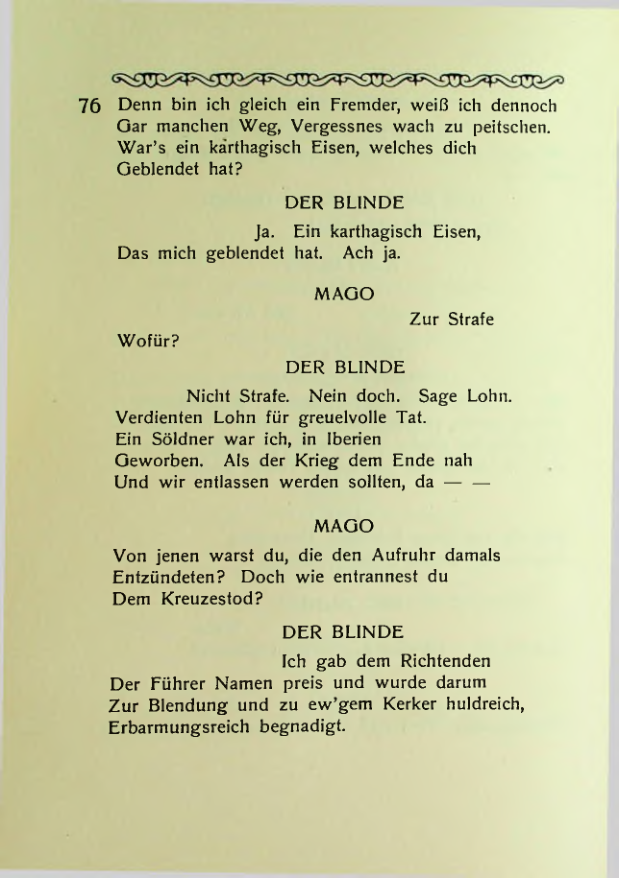 76 Denn bin ich gleich ein Fremder, weiß ich dennoch
Gar manchen Weg, Vergessnes wach zu peitschen.
War's ein karthagisch Eisen, welches dich
Geblendet hat?
DER BLINDE
Ja. Ein karthagisch Eisen,
Das mich geblendet hat. Ach ja.
MAGO
Zur Strafe
Wofür?
DER BLINDE
Nicht Strafe. Nein doch. Sage Lohn.
Verdienten Lohn für greuelvolle Tat.
Ein Söldner war ich, in Iberien
Geworben. Als der Krieg dem Ende nah
Und wir entlassen werden sollten, da — —
MAGO
Von jenen warst du, die den Aufruhr damals
Entzündeten? Doch wie entrannest du
Dem Kreuzestod?
DER BLINDE
Ich gab dem Richtenden
Der Führer Namen preis und wurde darum
Zur Blendung und zu ew'gem Kerker huldreich,
Erbarmungsreich begnadigt.